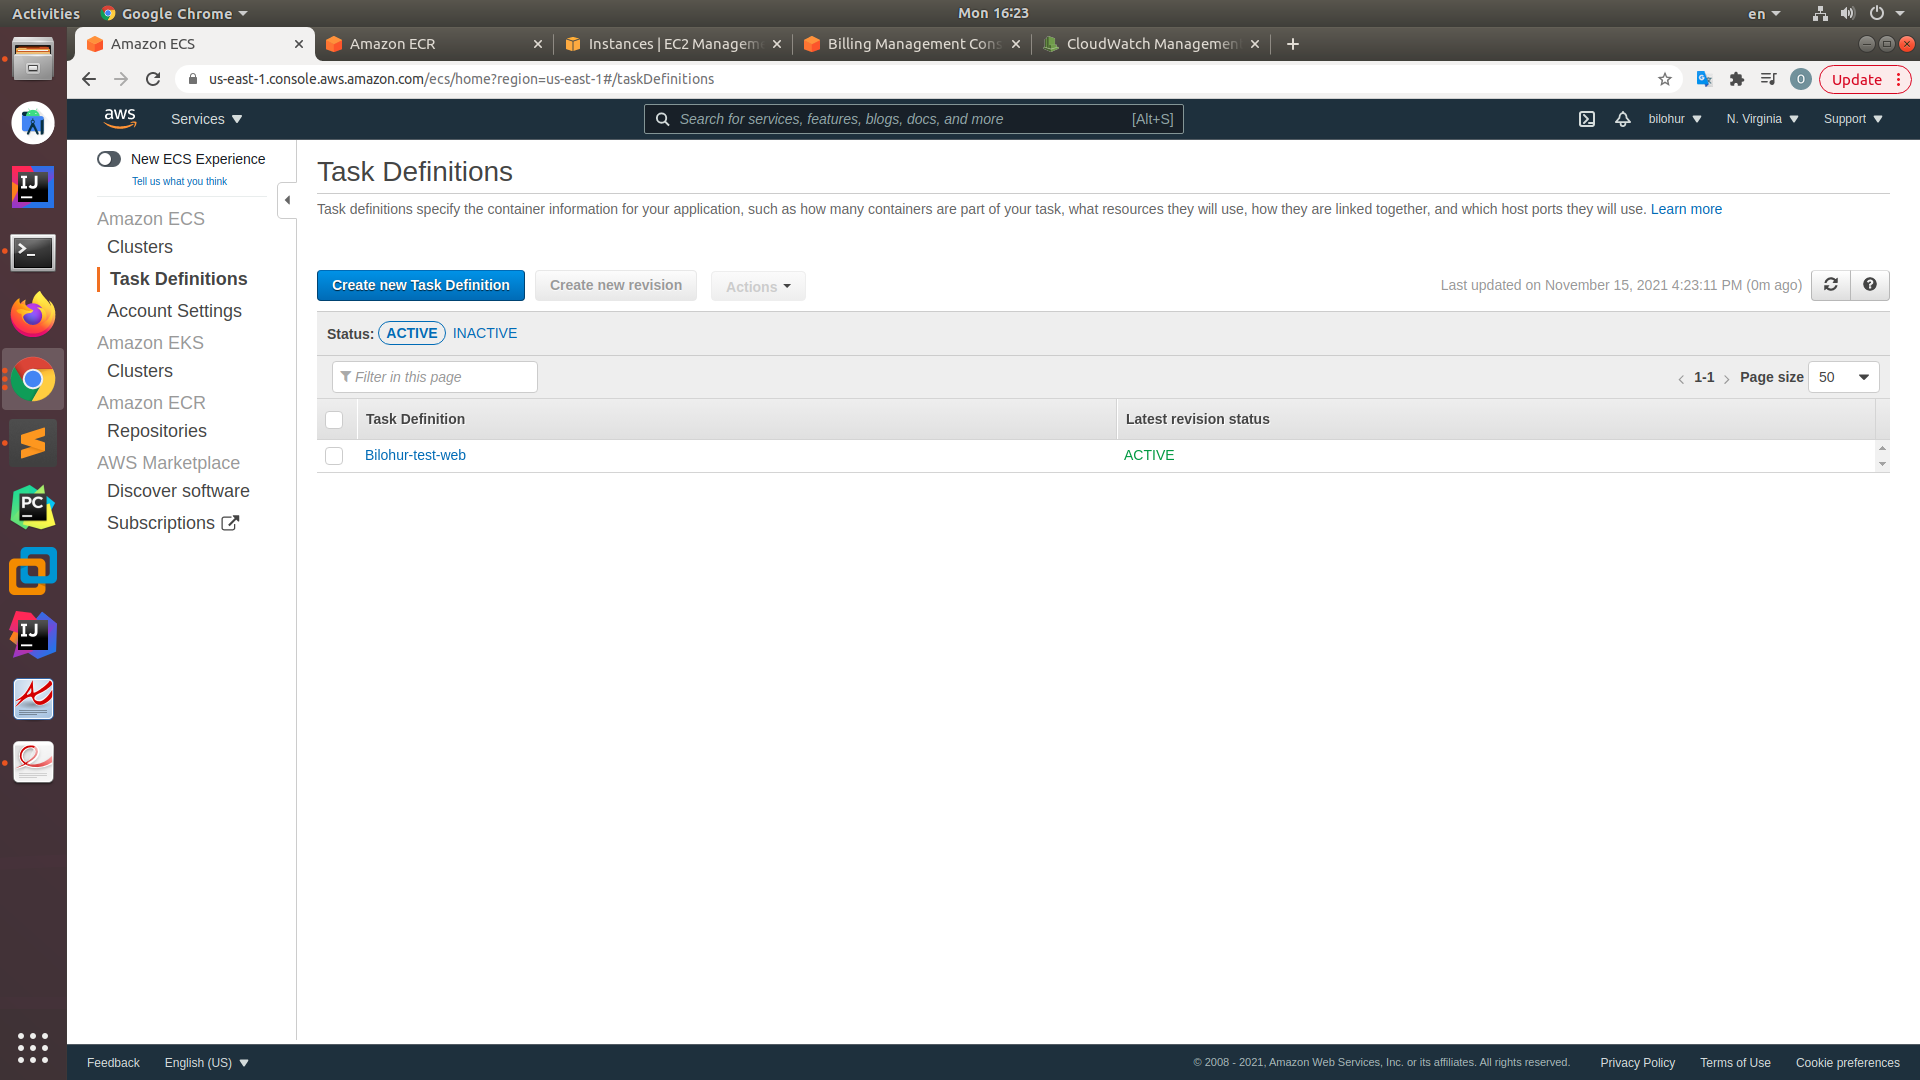 Activities Google Chrome Mon 16:23 en
Amazon ECS Amazon ECR Instances | EC2 Managem Billing Management Cons CloudWatch Management
us-east-1.console.aws.amazon.com/ecs/home?region=us-east-1#/taskDefinitions O Update
aws Services Search for services, features, blogs, docs, and more [Alt+S] bilohur N. Virginia Support
New ECS Experience
Tell us what you think
Amazon ECS
Clusters
Task Definitions
Account Settings
Amazon EKS
Clusters
Amazon ECR
Repositories
AWS Marketplace
Discover software
Subscriptions
Task Definitions
Task definitions specify the container information for your application, such as how many containers are part of your task, what resources they will use, how they are linked together, and which host ports they will use. Learn more
Create new Task Definition Create new revision Actions Last updated on November 15, 2021 4:23:11 PM (0m ago)
Status: ACTIVE INACTIVE
Filter in this page 1-1 Page size 50
Task Definition Latest revision status
Bilohur-test-web ACTIVE
IJ
PC
IJ
Feedback English (US) © 2008 - 2021, Amazon Web Services, Inc. or its affiliates. All rights reserved. Privacy Policy Terms of Use Cookie preferences